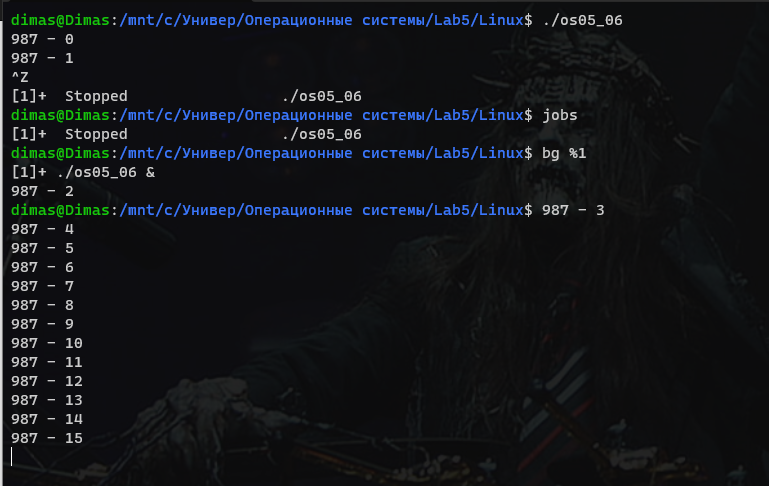 dimas@Dimas:/mnt/c/Универ/Операционные системы/Lab5/Linux$ ./os05_06
987 - 0
987 - 1
^Z
[1]+  Stopped                 ./os05_06
dimas@Dimas:/mnt/c/Универ/Операционные системы/Lab5/Linux$ jobs
[1]+  Stopped                 ./os05_06
dimas@Dimas:/mnt/c/Универ/Операционные системы/Lab5/Linux$ bg %1
[1]+ ./os05_06 &
987 - 2
dimas@Dimas:/mnt/c/Универ/Операционные системы/Lab5/Linux$ 987 - 3
987 - 4
987 - 5
987 - 6
987 - 7
987 - 8
987 - 9
987 - 10
987 - 11
987 - 12
987 - 13
987 - 14
987 - 15